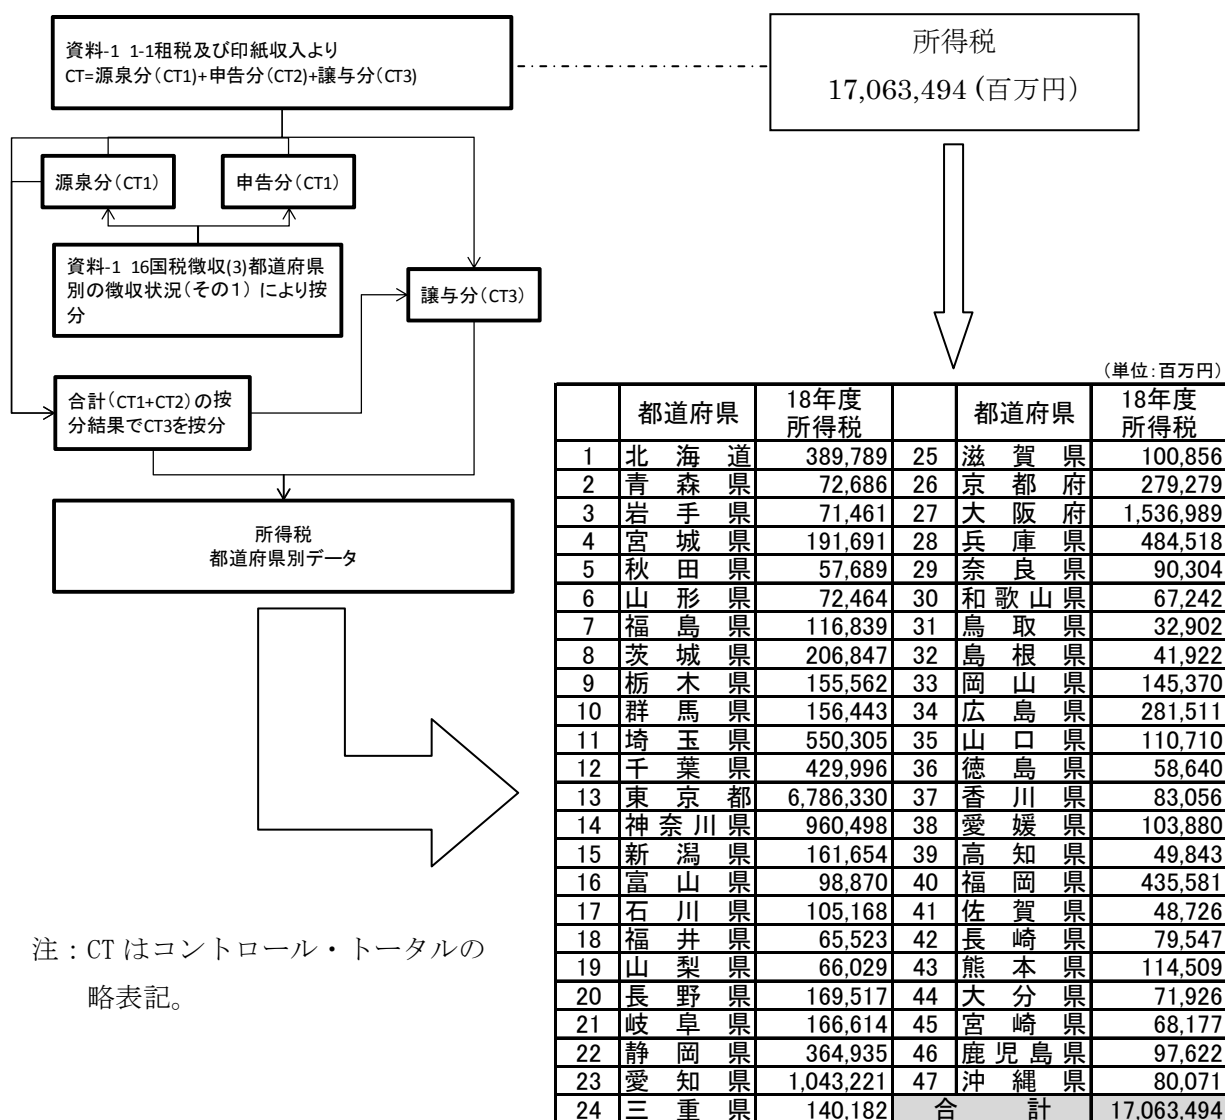 資料-1 1-1租税及び印紙収入より
CT=源泉分(CT1)+申告分(CT2)+譲与分(CT3)
所得税
17,063,494 (百万円)
源泉分(CT1)
申告分(CT1)
資料-1 16国税徴収(3)都道府県
別の徴収状況(その1) により按
分
譲与分(CT3)
合計(CT1+CT2)の按
分結果でCT3を按分
所得税
都道府県別データ
注：CT はコントロール・トータルの
略表記。
(単位:百万円)
都道府県 18年度 所得税 都道府県 18年度 所得税
1 北海道 389,789 25 滋賀県 100,856
2 青森県 72,686 26 京都府 279,279
3 岩手県 71,461 27 大阪府 1,536,989
4 宮城県 191,691 28 兵庫県 484,518
5 秋田県 57,689 29 奈良県 90,304
6 山形県 72,464 30 和歌山県 67,242
7 福島県 116,839 31 鳥取県 32,902
8 茨城県 206,847 32 島根県 41,922
9 栃木県 155,562 33 岡山県 145,370
10 群馬県 156,443 34 広島県 281,511
11 埼玉県 550,305 35 山口県 110,710
12 千葉県 429,996 36 徳島県 58,640
13 東京都 6,786,330 37 香川県 83,056
14 神奈川県 960,498 38 愛媛県 103,880
15 新潟県 161,654 39 高知県 49,843
16 富山県 98,870 40 福岡県 435,581
17 石川県 105,168 41 佐賀県 48,726
18 福井県 65,523 42 長崎県 79,547
19 山梨県 66,029 43 熊本県 114,509
20 長野県 169,517 44 大分県 71,926
21 岐阜県 166,614 45 宮崎県 68,177
22 静岡県 364,935 46 鹿児島県 97,622
23 愛知県 1,043,221 47 沖縄県 80,071
24 三重県 140,182 合計 17,063,494